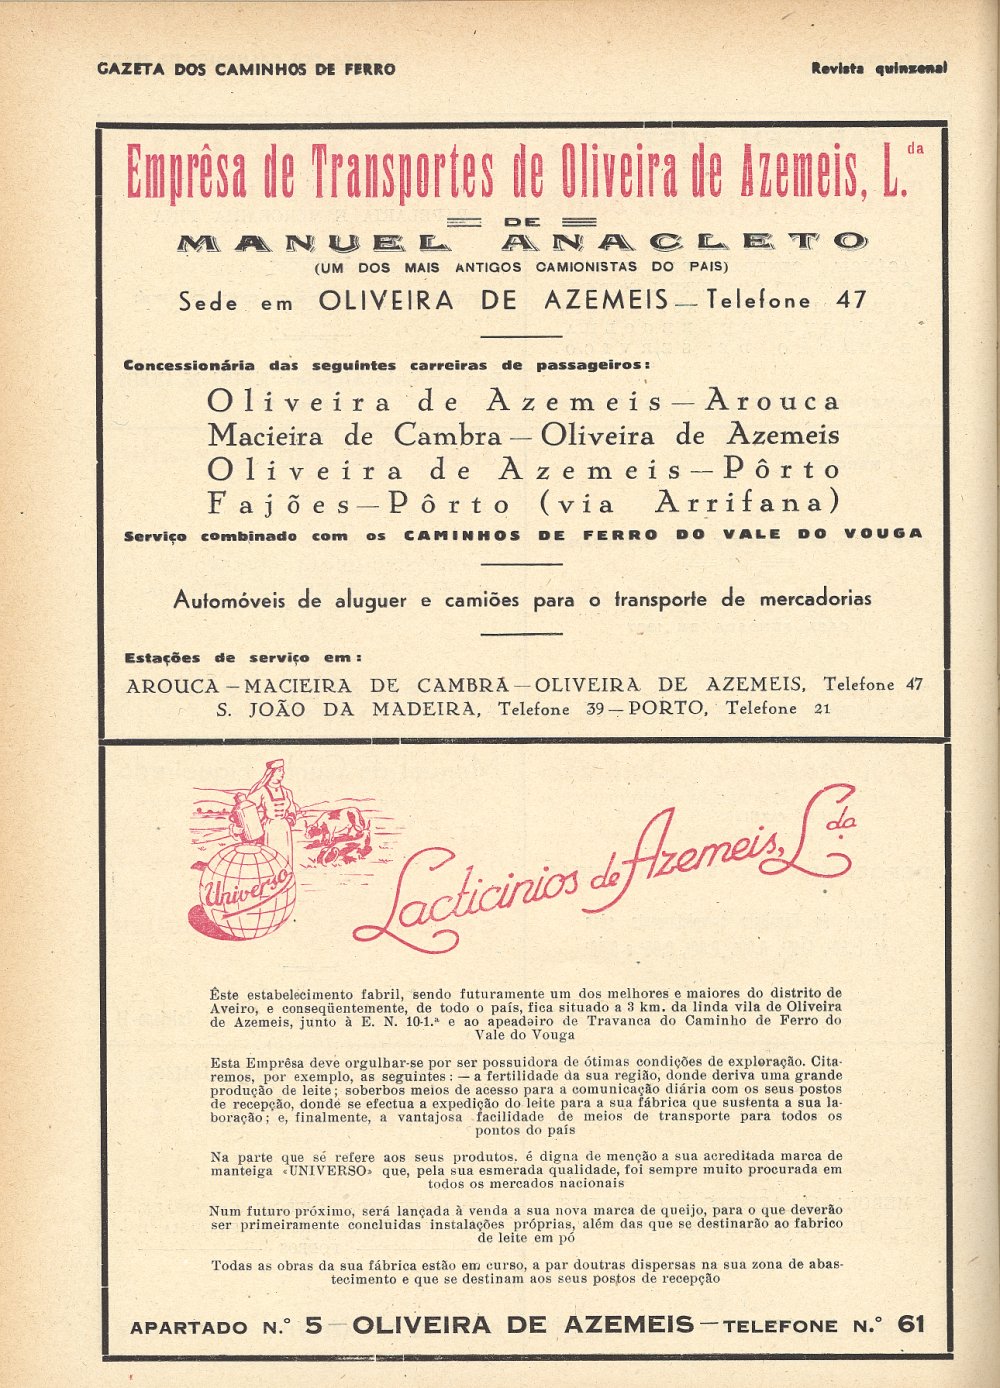 GAZETA DOS CAMINHOS DE FERRO
Revista quinzenal
Emprêsa de Transportes de Oliveira de Azemeis, L.da
DE
MANUEL ANACLETO
(UM DOS MAIS ANTIGOS CAMIONISTAS DO PAIS)
Sede em OLIVEIRA DE AZEMEIS — Telefone 47
Concessionária das seguintes carreiras de passageiros:
Oliveira de Azemeis — Arouca
Macieira de Cambra — Oliveira de Azemeis
Oliveira de Azemeis — Pôrto
Fajões — Pôrto (via Arrifana)
Serviço combinado com os CAMINHOS DE FERRO DO VALE DO VOUGA
Automóveis de aluguer e camiões para o transporte de mercadorias
Estações de serviço em:
AROUCA — MACIEIRA DE CAMBRA — OLIVEIRA DE AZEMEIS, Telefone 47
S. JOÃO DA MADEIRA, Telefone 39 — PORTO, Telefone 21
Universo
Lacticinios de Azemeis, L.da
Êste estabelecimento fabril, sendo futuramente um dos melhores e maiores do distrito de
Aveiro, e conseqüentemente, de todo o país, fica situado a 3 km. da linda vila de Oliveira
de Azemeis, junto à E. N. 10-1.ª e ao apeadeiro de Travanca do Caminho de Ferro do
Vale do Vouga
Esta Emprêsa deve orgulhar-se por ser possuidora de ótimas condições de exploração. Cita-
remos, por exemplo, as seguintes: — a fertilidade da sua região, donde deriva uma grande
produção de leite; soberbos meios de acesso para a comunicação diária com os seus postos
de recepção, donde se efectua a expedição do leite para a sua fábrica que sustenta a sua la-
boração; e, finalmente, a vantajosa facilidade de meios de transporte para todos os
pontos do país
Na parte que se refere aos seus produtos, é digna de menção a sua acreditada marca de
manteiga «UNIVERSO» que, pela sua esmerada qualidade, foi sempre muito procurada em
todos os mercados nacionais
Num futuro próximo, será lançada à venda a sua nova marca de queijo, para o que deverão
ser primeiramente concluidas instalações próprias, além das que se destinarão ao fabrico
de leite em pó
Todas as obras da sua fábrica estão em curso, a par doutras dispersas na sua zona de abas-
tecimento e que se destinam aos seus postos de recepção
APARTADO N.º 5 — OLIVEIRA DE AZEMEIS — TELEFONE N.º 61